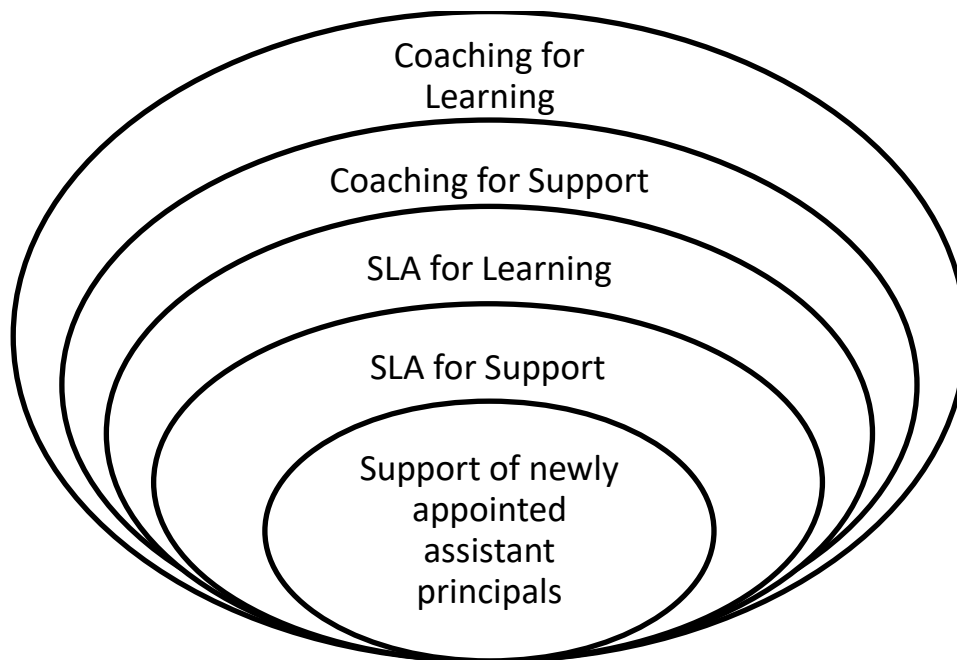 Coaching for
Learning
Coaching for Support
SLA for Learning
SLA for Support
Support of newly
appointed
assistant
principals